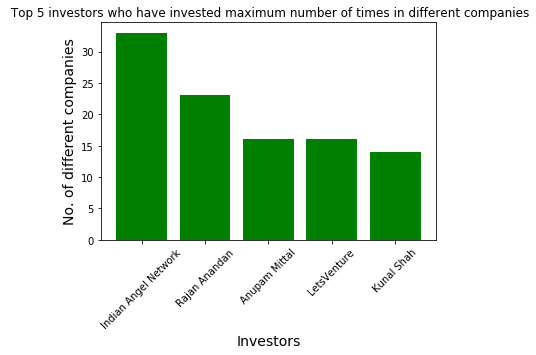 Top 5 investors who have invested maximum number of times in different companies
No. of different companies
30
25
20
15
10
5
0
Indian Angel Network
Rajan Anandan
Anupam Mittal
LetsVenture
Kunal Shah
Investors